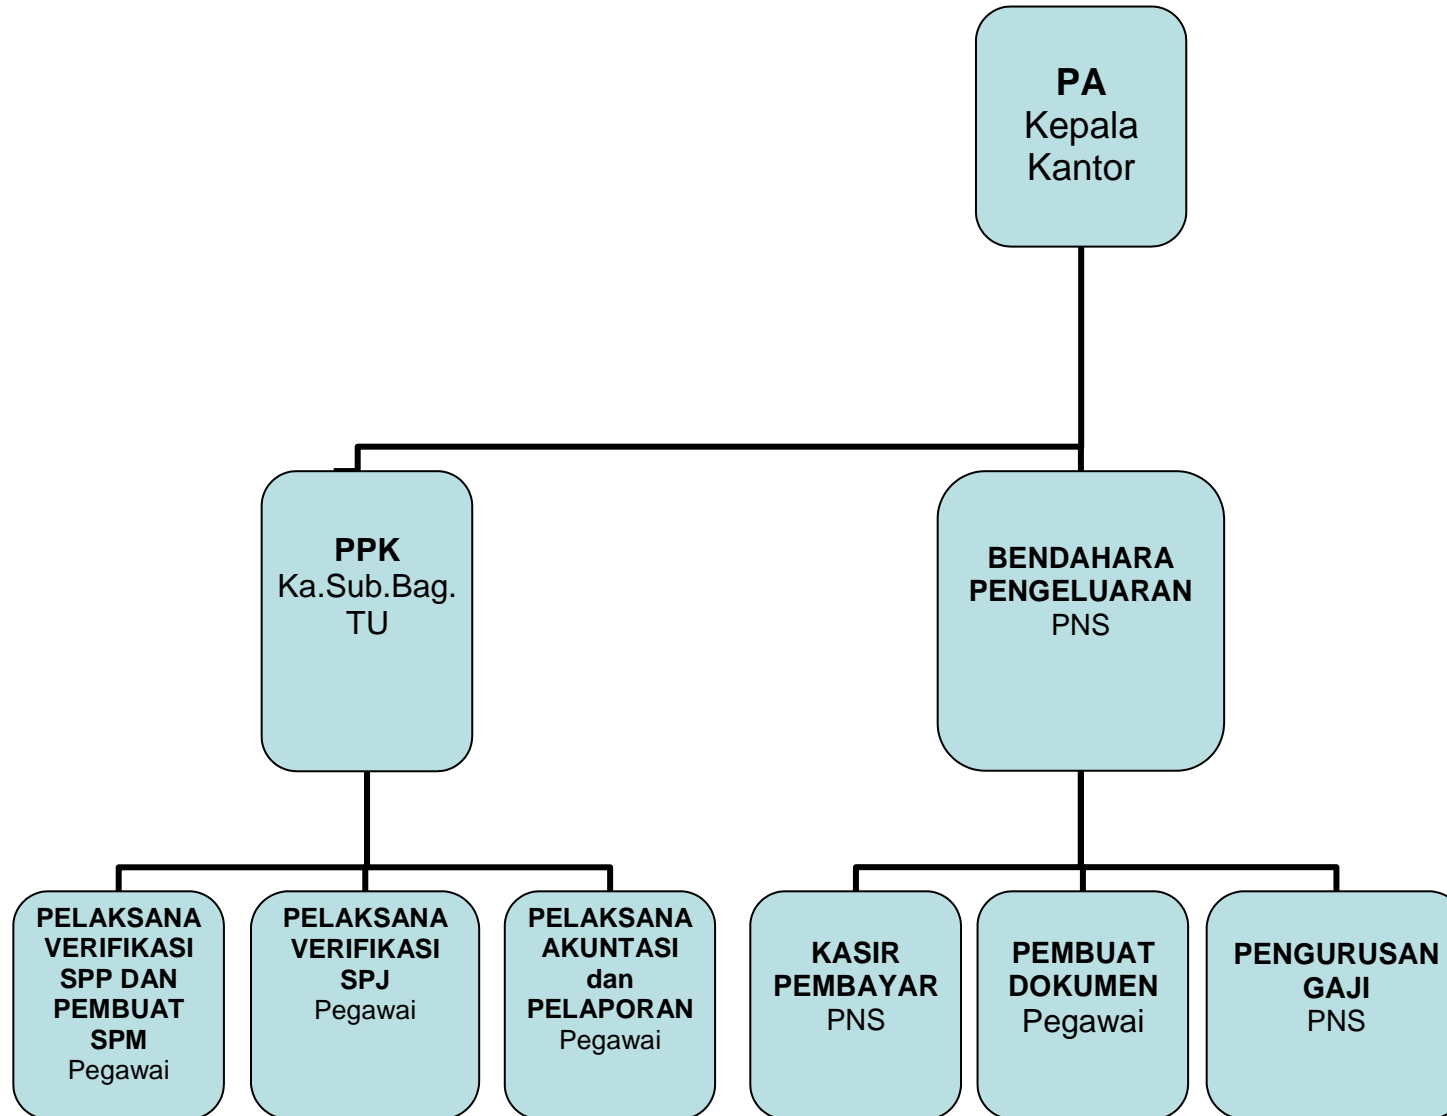 PA
Kepala
Kantor
PPK
Ka.Sub.Bag.
TU
BENDAHARA
PENGELUARAN
PNS
PELAKSANA
VERIFIKASI
SPP DAN
PEMBUAT
SPM
Pegawai
PELAKSANA
VERIFIKASI
SPJ
Pegawai
PELAKSANA
AKUNTASI
dan
PELAPORAN
Pegawai
KASIR
PEMBAYAR
PNS
PEMBUAT
DOKUMEN
Pegawai
PENGURUSAN
GAJI
PNS